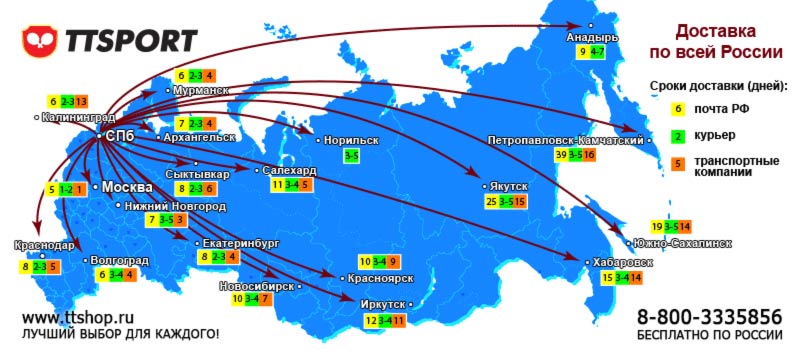 TTSPORT
Доставка
по всей России
Сроки доставки (дней):
6 почта РФ
2 курьер
5 транспортные
компании
Анадырь
9 4-7
6 2-3 4
Мурманск
6 2-3 13
Калининград
СПб
7 2-3 4
Архангельск
Норильск
3-5
Петропавловск-Камчатский
39 3-5 16
Сыктывкар
8 2-3 6
Салехард
11 3-4 5
Якутск
25 3-5 15
5 1-2 1
Москва
Нижний Новгород
7 3-5 3
19 3-5 14
Южно-Сахалинск
Краснодар
8 2-3 5
Волгоград
6 3-4 4
Екатеринбург
8 2-3 4
Новосибирск
10 3-4 7
10 3-4 9
Красноярск
Иркутск
12 3-4 11
Хабаровск
15 3-4 14
www.ttshop.ru
ЛУЧШИЙ ВЫБОР ДЛЯ КАЖДОГО!
8-800-3335856
БЕСПЛАТНО ПО РОССИИ